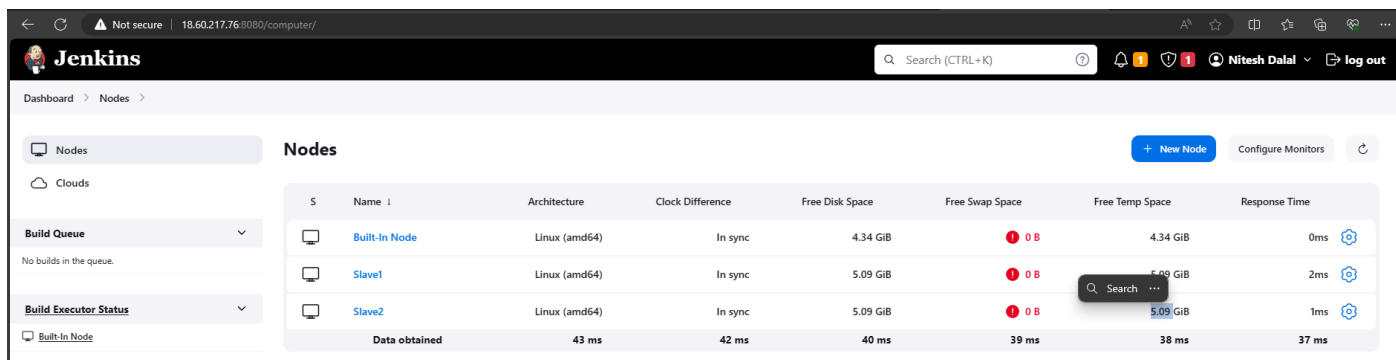 Not secure 18.60.217.76:8080/computer/
Jenkins
Search (CTRL+K)
1
1
Nitesh Dalal
log out
Dashboard > Nodes >
Nodes
Clouds
Build Queue
No builds in the queue.
Build Executor Status
Built-In Node
Nodes
+ New Node
Configure Monitors
S Name ↓ Architecture Clock Difference Free Disk Space Free Swap Space Free Temp Space Response Time
Built-In Node Linux (amd64) In sync 4.34 GiB 0 B 4.34 GiB 0ms
Slave1 Linux (amd64) In sync 5.09 GiB 0 B 5.09 GiB 2ms
Search ...
Slave2 Linux (amd64) In sync 5.09 GiB 0 B 5.09 GiB 1ms
Data obtained 43 ms 42 ms 40 ms 39 ms 38 ms 37 ms